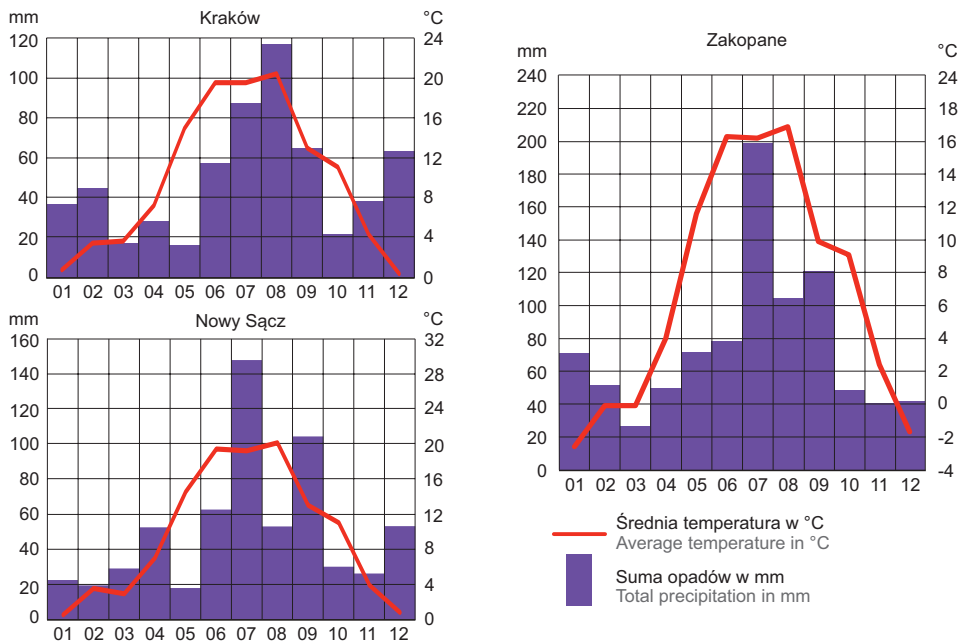 Kraków
mm °C
120 24
100 20
80 16
60 12
40 8
20 4
0 0
01 02 03 04 05 06 07 08 09 10 11 12
Nowy Sącz
mm °C
160 32
140 28
120 24
100 20
80 16
60 12
40 8
20 4
0 0
01 02 03 04 05 06 07 08 09 10 11 12
Zakopane
mm °C
240 24
220 18
200 16
180 14
160 12
140 10
120 8
100 6
80 4
60 2
40 0
20 -2
0 -4
01 02 03 04 05 06 07 08 09 10 11 12
Średnia temperatura w °C
Average temperature in °C
Suma opadów w mm
Total precipitation in mm